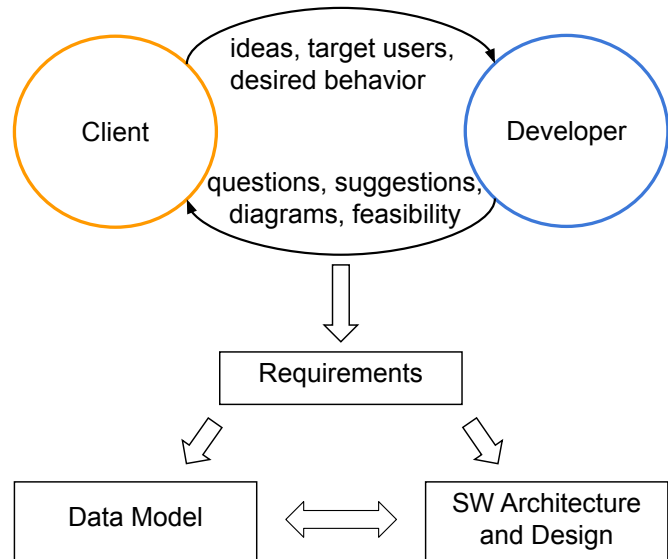 ideas, target users,
desired behavior
Client
Developer
questions, suggestions,
diagrams, feasibility
Requirements
Data Model
SW Architecture
and Design